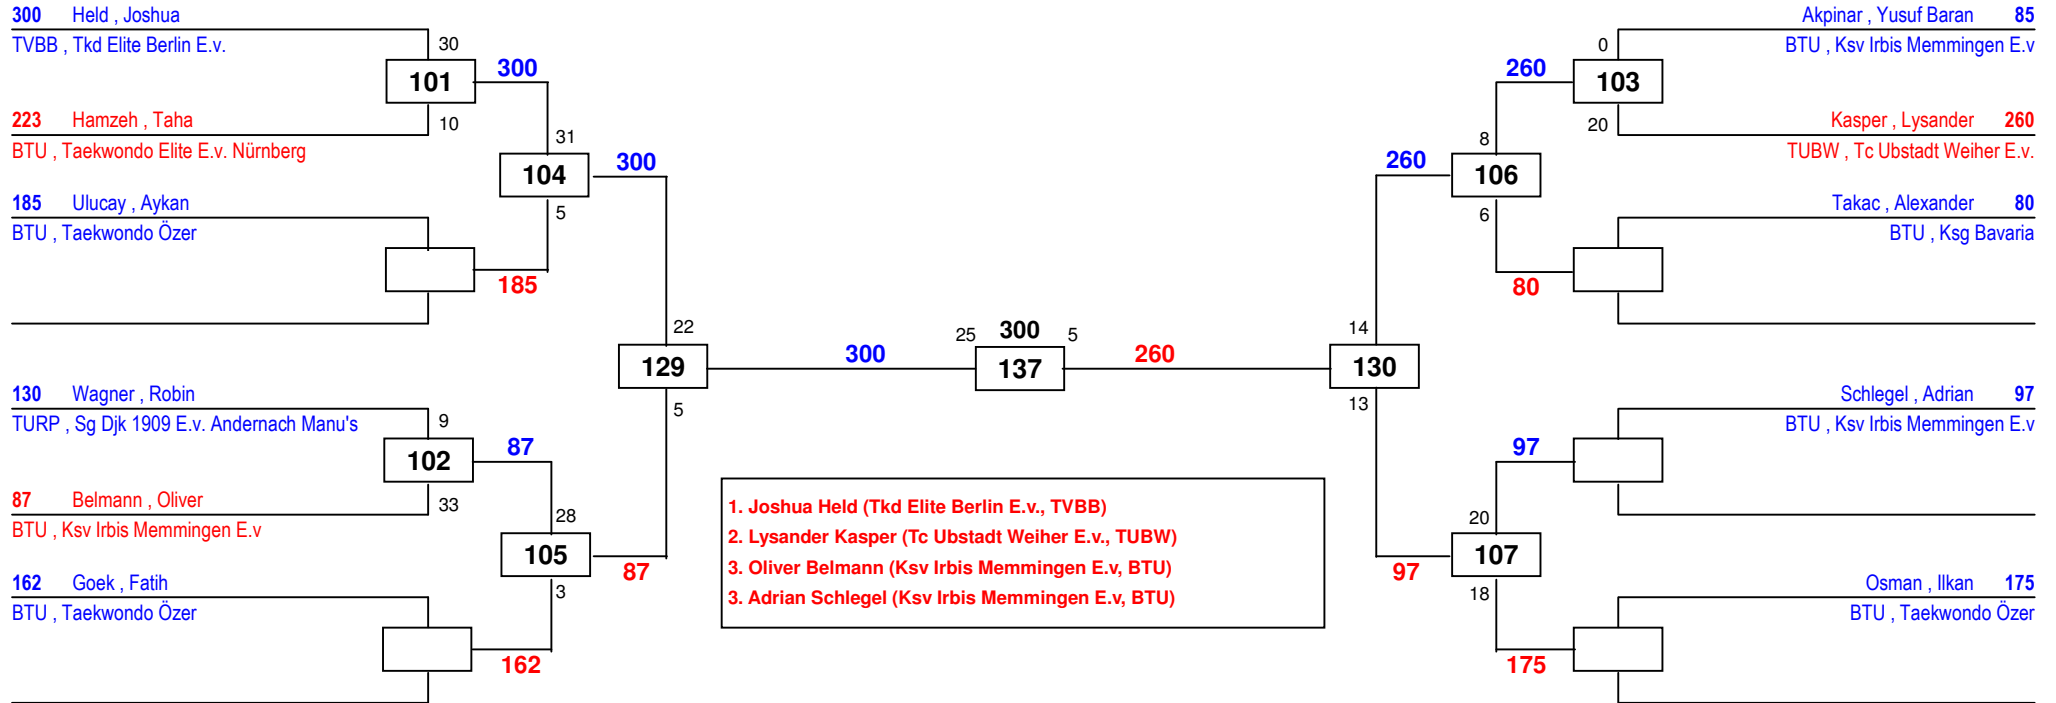 300 Held , Joshua
TVBB , Tkd Elite Berlin E.v.
30
101
300
10
223 Hamzeh , Taha
BTU , Taekwondo Elite E.v. Nürnberg
31
104
300
5
185 Ulucay , Aykan
BTU , Taekwondo Özer
185
22
129
300
5
130 Wagner , Robin
TURP , Sg Djk 1909 E.v. Andernach Manu's
9
102
87
33
87 Belmann , Oliver
BTU , Ksv Irbis Memmingen E.v
28
105
87
3
162 Goek , Fatih
BTU , Taekwondo Özer
162
25 300 5
137
260
1. Joshua Held (Tkd Elite Berlin E.v., TVBB)
2. Lysander Kasper (Tc Ubstadt Weiher E.v., TUBW)
3. Oliver Belmann (Ksv Irbis Memmingen E.v, BTU)
3. Adrian Schlegel (Ksv Irbis Memmingen E.v, BTU)
Akpinar , Yusuf Baran 85
BTU , Ksv Irbis Memmingen E.v
0
260
103
20
Kasper , Lysander 260
TUBW , Tc Ubstadt Weiher E.v.
8
260
106
6
Takac , Alexander 80
BTU , Ksg Bavaria
80
14
130
13
Schlegel , Adrian 97
BTU , Ksv Irbis Memmingen E.v
97
20
107
97
18
Osman , Ilkan 175
BTU , Taekwondo Özer
175